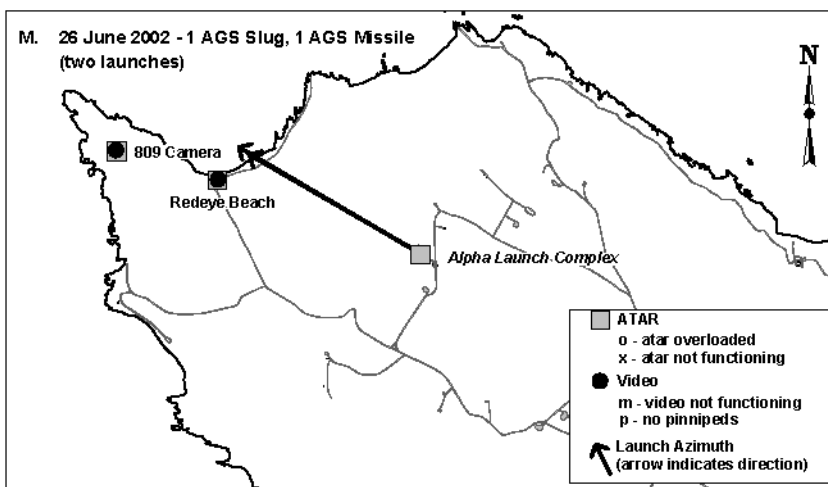 M. 26 June 2002 - 1 AGS Slug, 1 AGS Missile
(two launches)
N
809 Camera
Redeye Beach
Alpha Launch Complex
ATAR
o - atar overloaded
x - atar not functioning
Video
m - video not functioning
p - no pinnipeds
Launch Azimuth
(arrow indicates direction)